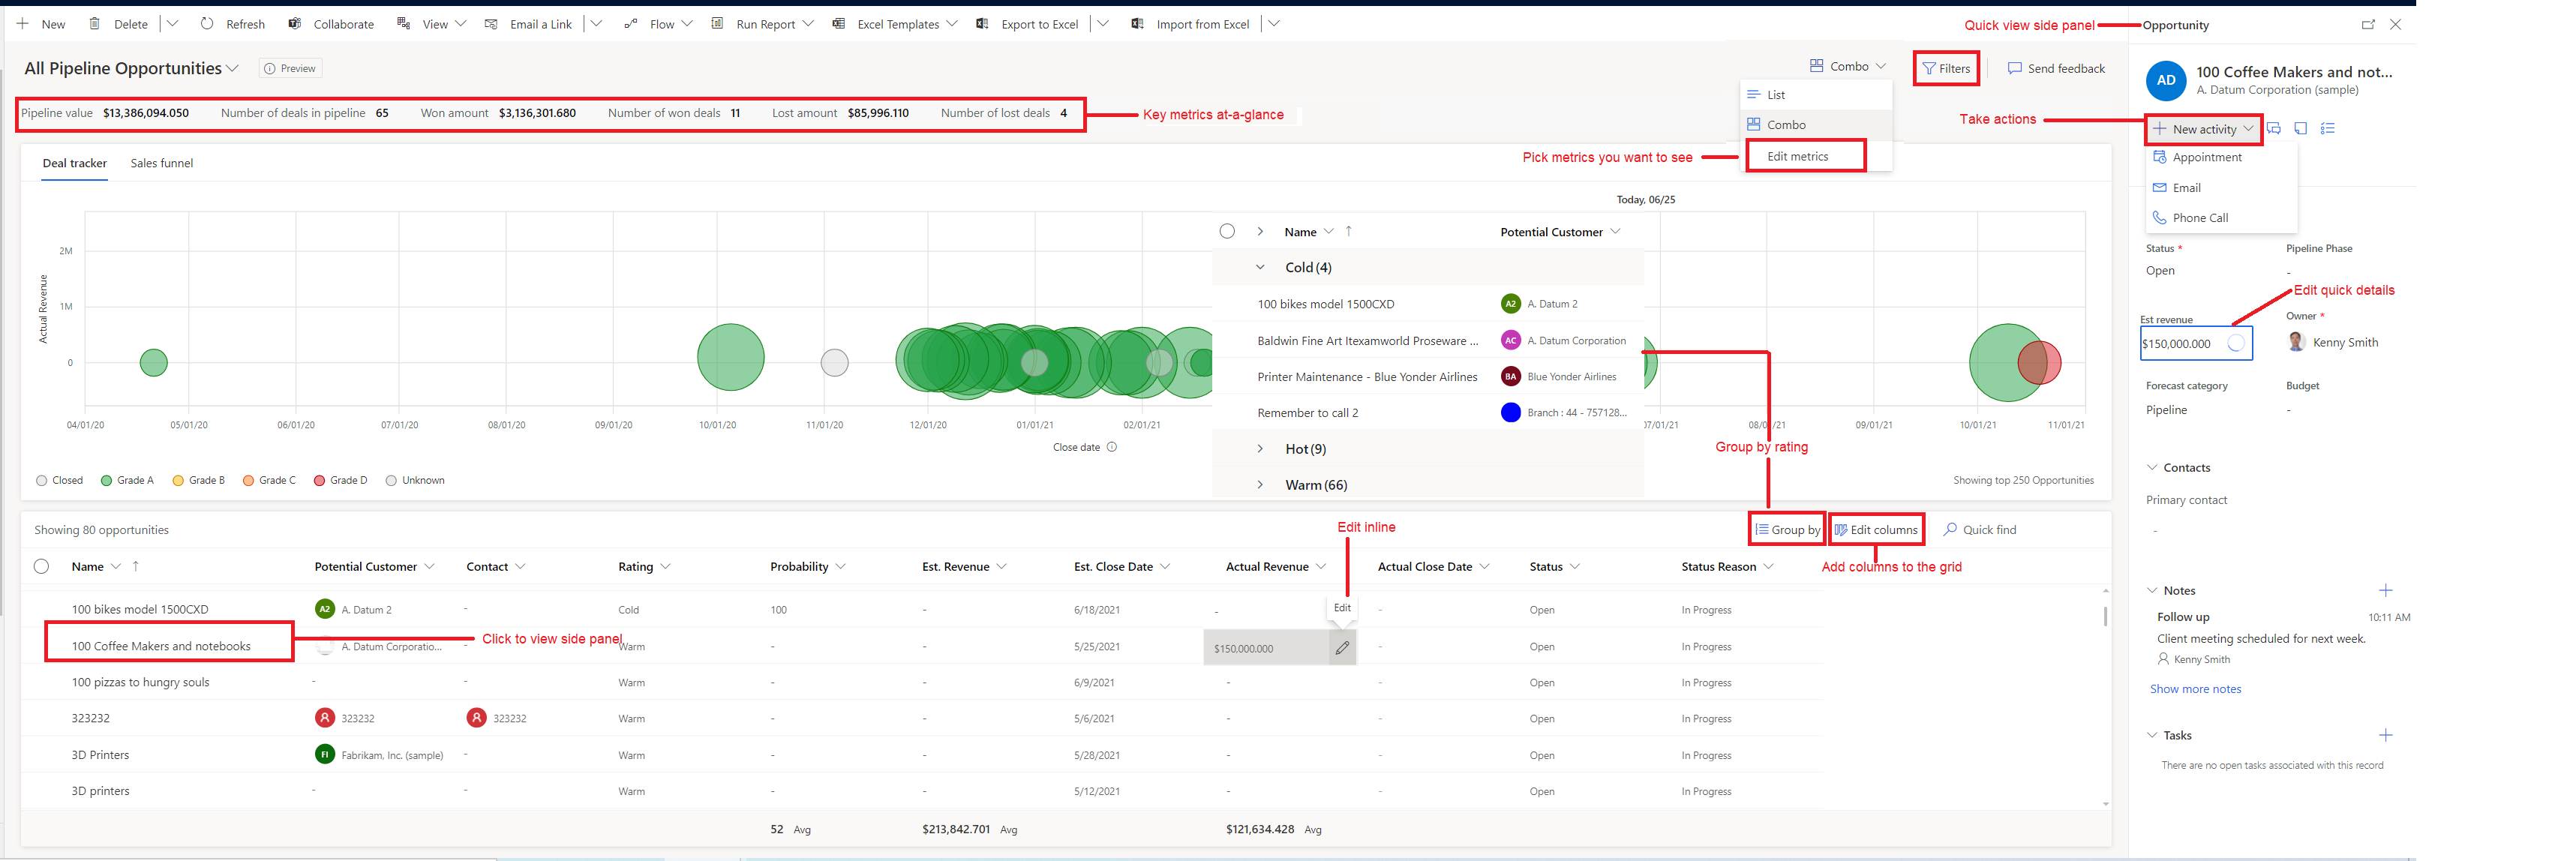 New Delete Refresh Collaborate View Email a Link Flow Run Report Excel Templates Export to Excel Import from Excel
All Pipeline Opportunities Preview
Combo Filters Send feedback
List
Combo
Edit metrics
Pick metrics you want to see
Pipeline value $13,386,094.050 Number of deals in pipeline 65 Won amount $3,136,301.680 Number of won deals 11 Lost amount $85,996.110 Number of lost deals 4
Key metrics at-a-glance
Deal tracker Sales funnel
Today, 06/25
Actual Revenue
2M
1M
0
04/01/20 05/01/20 06/01/20 07/01/20 08/01/20 09/01/20 10/01/20 11/01/20 12/01/20 01/01/21 02/01/21 07/01/21 08/ /21 09/01/21 10/01/21 11/01/21
Close date
Closed Grade A Grade B Grade C Grade D Unknown
Showing top 250 Opportunities
Name Potential Customer
Cold (4)
100 bikes model 1500CXD A2 A. Datum 2
Baldwin Fine Art Itexamworld Proseware ... AC A. Datum Corporation
Printer Maintenance - Blue Yonder Airlines BA Blue Yonder Airlines
Remember to call 2 Branch : 44 - 757128...
Hot (9)
Warm (66)
Group by rating
Showing 80 opportunities
Edit inline
Group by Edit columns Quick find
Add columns to the grid
Name Potential Customer Contact Rating Probability Est. Revenue Est. Close Date Actual Revenue Actual Close Date Status Status Reason
100 bikes model 1500CXD A2 A. Datum 2 - Cold 100 - 6/18/2021 - - Open In Progress
Edit
100 Coffee Makers and notebooks A. Datum Corporatio... - Warm - - 5/25/2021 $150,000.000 - Open In Progress
Click to view side panel
100 pizzas to hungry souls - - Warm - - 6/9/2021 - - Open In Progress
323232 323232 323232 Warm - - 5/6/2021 - - Open In Progress
3D Printers FI Fabrikam, Inc. (sample) - Warm - - 5/28/2021 - - Open In Progress
3D printers - - Warm - - 5/12/2021 - - Open In Progress
52 Avg $213,842.701 Avg $121,634.428 Avg
Quick view side panel
Opportunity
AD
100 Coffee Makers and not...
A. Datum Corporation (sample)
Take actions
New activity
Appointment
Email
Phone Call
Status * Pipeline Phase
Open -
Edit quick details
Est revenue Owner *
$150,000.000 Kenny Smith
Forecast category Budget
Pipeline -
Contacts
Primary contact
-
Notes
Follow up 10:11 AM
Client meeting scheduled for next week.
Kenny Smith
Show more notes
Tasks
There are no open tasks associated with this record